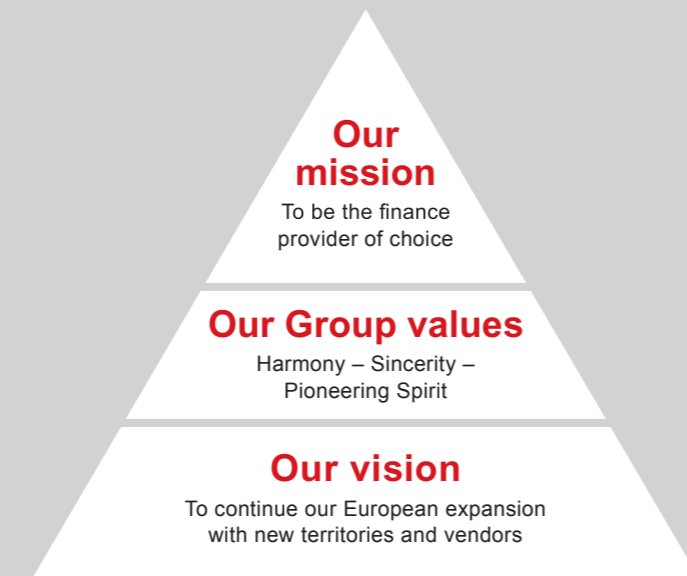 Our
mission
To be the finance
provider of choice
Our Group values
Harmony – Sincerity –
Pioneering Spirit
Our vision
To continue our European expansion
with new territories and vendors